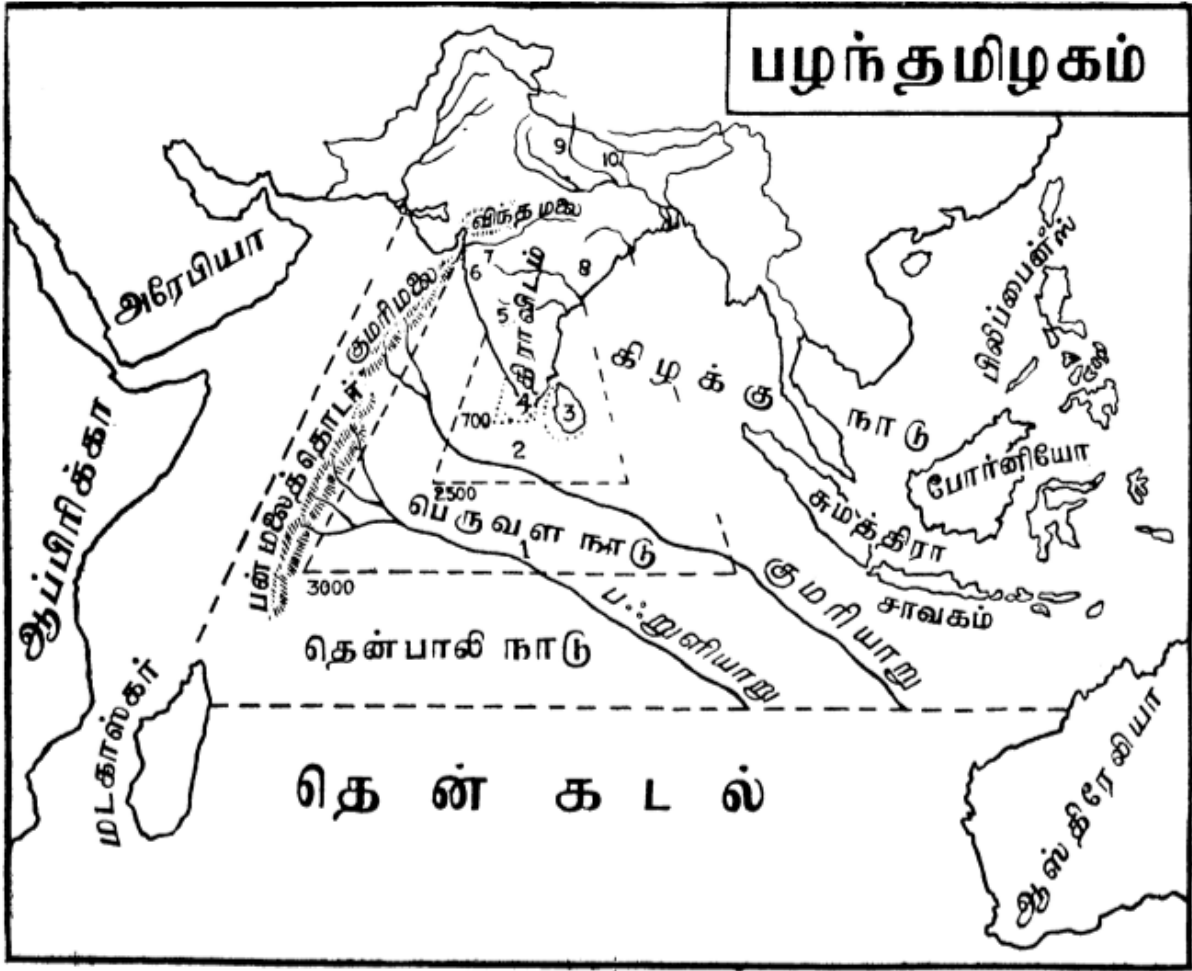 பழந்தமிழகம்
9
10
விந்தமலை
அரேபியா
7
6
8
குமரிமலை
திராவிடம்
5
பிலிப்பைன்ஸ்
கிழக்கு நாடு
4
3
700
2
பன்மலைத்தொடர்
ஆப்பிரிக்கா
போர்னியோ
2500
சுமத்திரா
பெருவள நாடு
1
3000
குமரியாறு
சாவகம்
பஃறுளியாறு
தென்பாலி நாடு
மடகாஸ்கர்
தென் கடல்
ஆஸ்திரேலியா